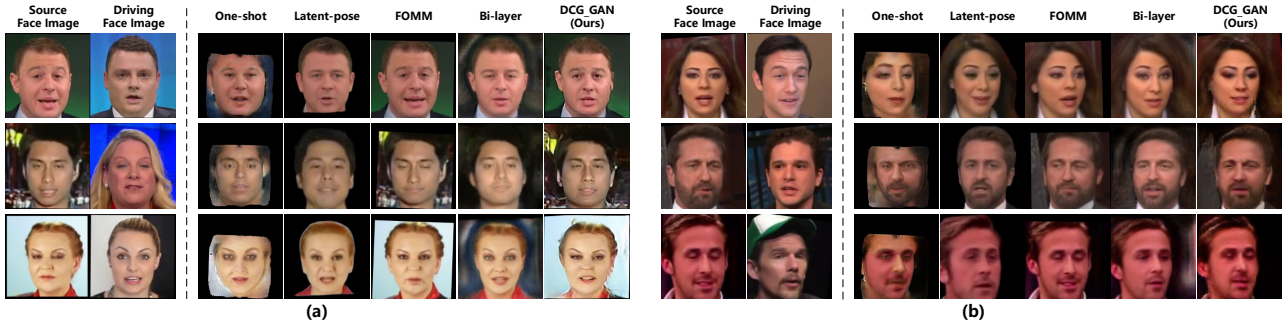 Source Face Image Driving Face Image One-shot Latent-pose FOMM Bi-layer DCG_GAN (Ours)
Source Face Image Driving Face Image One-shot Latent-pose FOMM Bi-layer DCG_GAN (Ours)
(a)
(b)